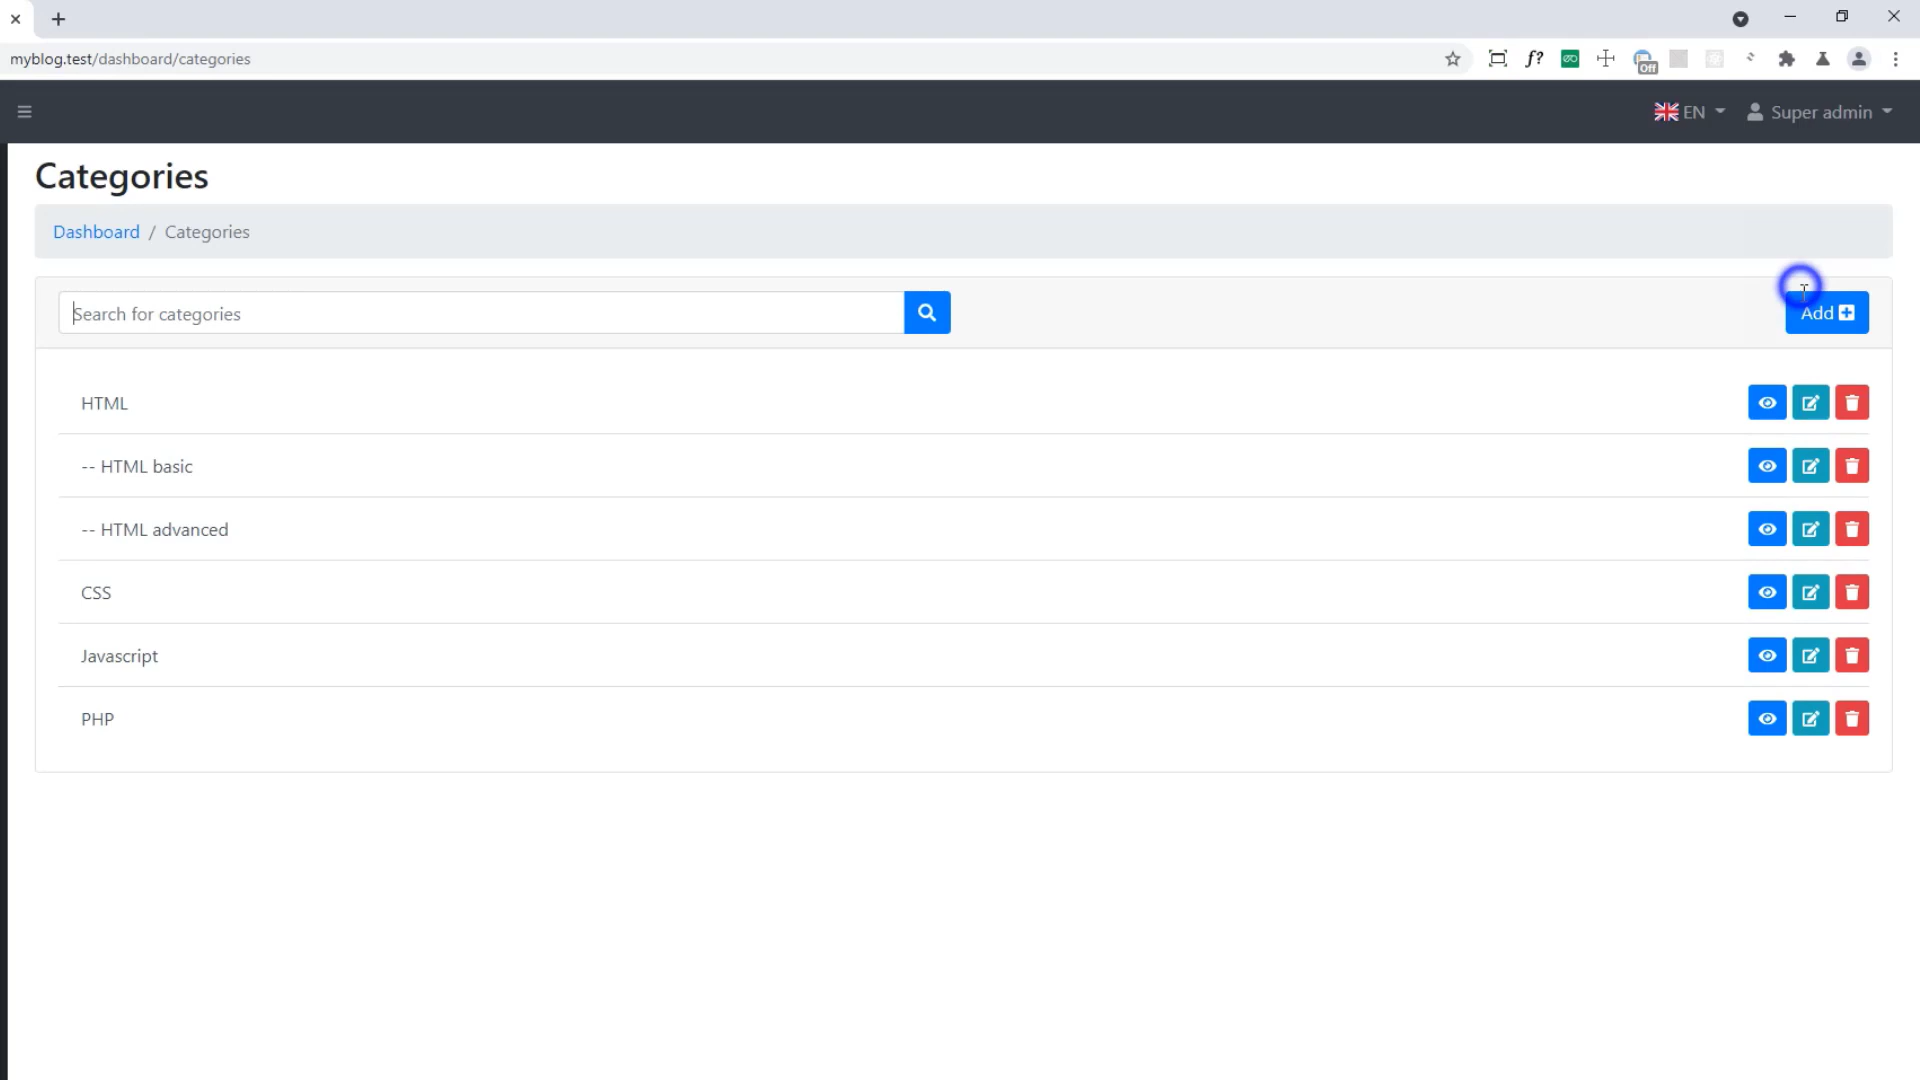 myblog.test/dashboard/categories
f?
Off
EN
Super admin
Categories
Dashboard / Categories
Search for categories
Add
HTML
-- HTML basic
-- HTML advanced
CSS
Javascript
PHP